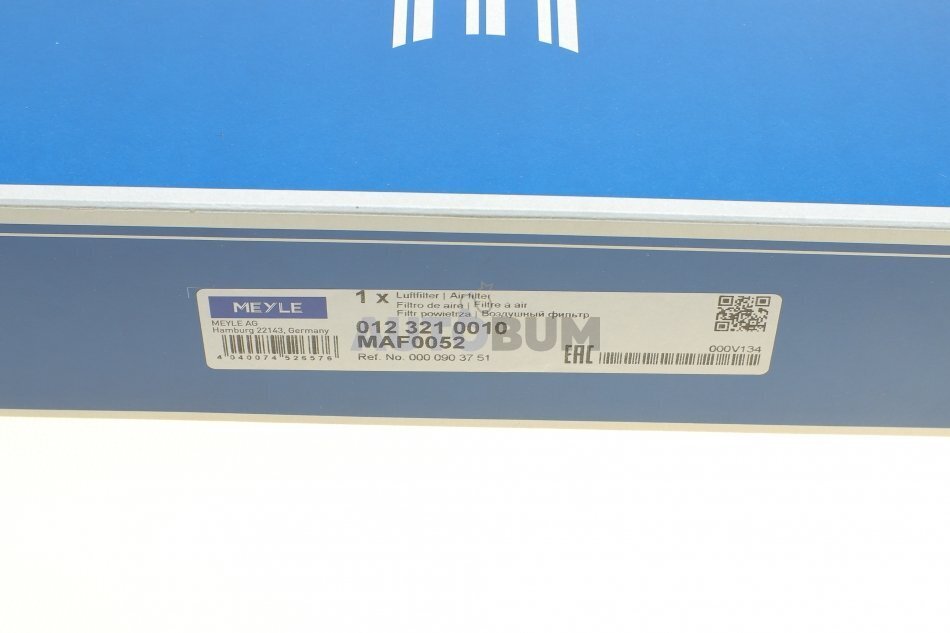 MEYLE
MEYLE AG
Hamburg 22143, Germany
4 040074 526576
1 x Luftfilter | Air filter
Filtro de aire | Filtre à air
Filtr powietrza | Воздушный фильтр
012 321 0010
MAF0052
Ref. No. 000 090 37 51
EAC
000V134
AUTOBUM